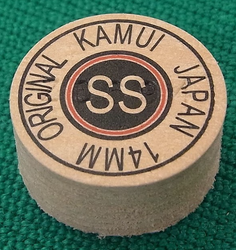 ORIGINAL KAMUI JAPAN 14MM
SS